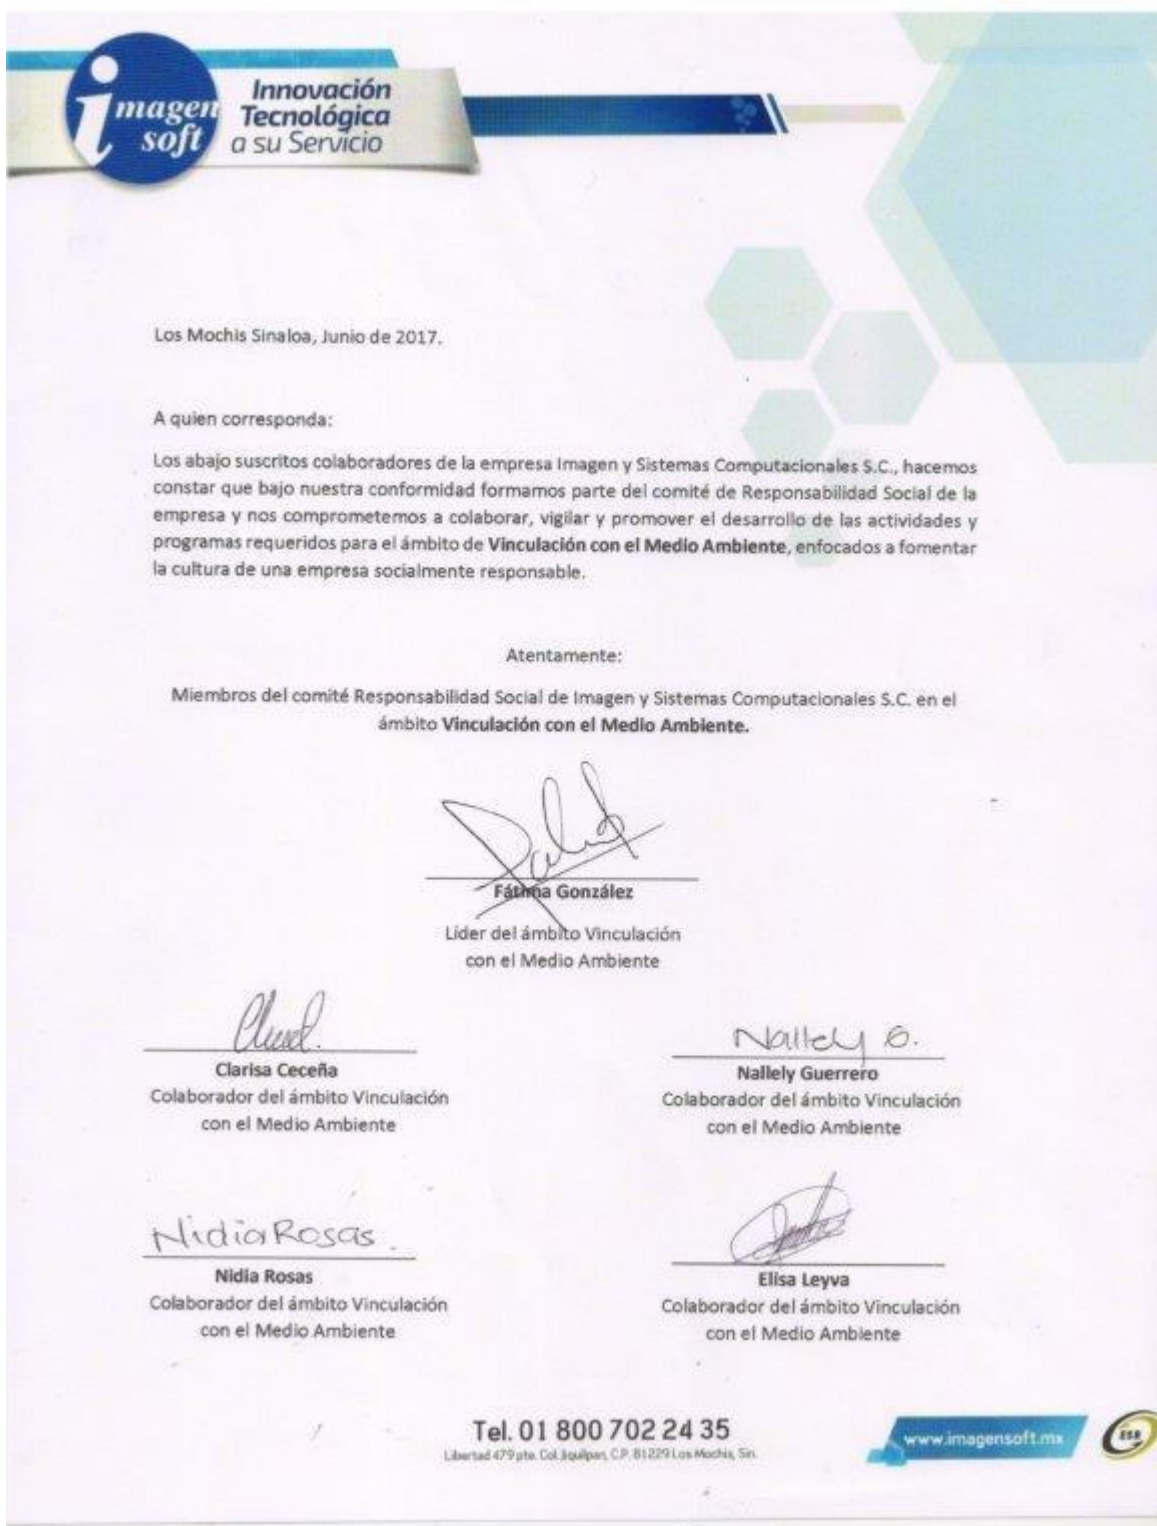 imagen
soft
Innovación
Tecnológica
a su Servicio
Los Mochis Sinaloa, Junio de 2017.
A quien corresponda:
Los abajo suscritos colaboradores de la empresa Imagen y Sistemas Computacionales S.C., hacemos
constar que bajo nuestra conformidad formamos parte del comité de Responsabilidad Social de la
empresa y nos comprometemos a colaborar, vigilar y promover el desarrollo de las actividades y
programas requeridos para el ámbito de Vinculación con el Medio Ambiente, enfocados a fomentar
la cultura de una empresa socialmente responsable.
Atentamente:
Miembros del comité Responsabilidad Social de Imagen y Sistemas Computacionales S.C. en el
ámbito Vinculación con el Medio Ambiente.
Fátima González
Líder del ámbito Vinculación
con el Medio Ambiente
Clarisa Ceceña
Colaborador del ámbito Vinculación
con el Medio Ambiente
Nallely G.
Nallely Guerrero
Colaborador del ámbito Vinculación
con el Medio Ambiente
Nidia Rosas.
Nidia Rosas
Colaborador del ámbito Vinculación
con el Medio Ambiente
Elisa Leyva
Colaborador del ámbito Vinculación
con el Medio Ambiente
Tel. 01 800 702 24 35
Libertad 479 pte. Col. Jiquilpan, C.P. 81229 Los Mochis, Sin.
www.imagensoft.mx
ESR